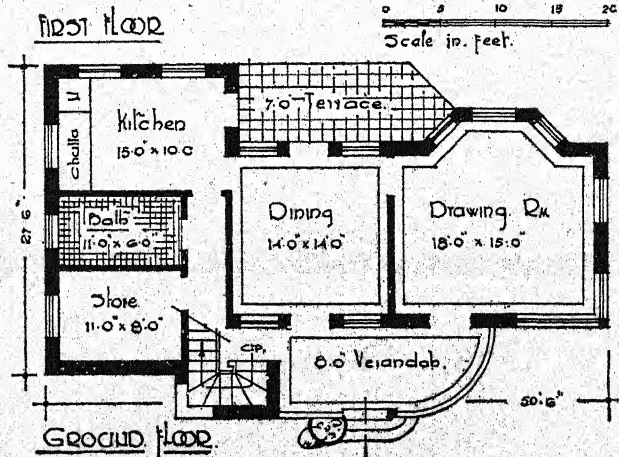 FIRST FLOOR
0 5 10 15 20
Scale in feet.
7'.0" Terrace.
Kitchen
15'.0" x 10.0
Challa
Dining
14'.0" x 14'.0"
Drawing. RM
18'.0" x 15'.0"
Bath
11'.0" x 6'.0"
27'.6"
Store
11'.0" x 8'.0"
8'.0" Verandah.
50'.6"
GROUND FLOOR.